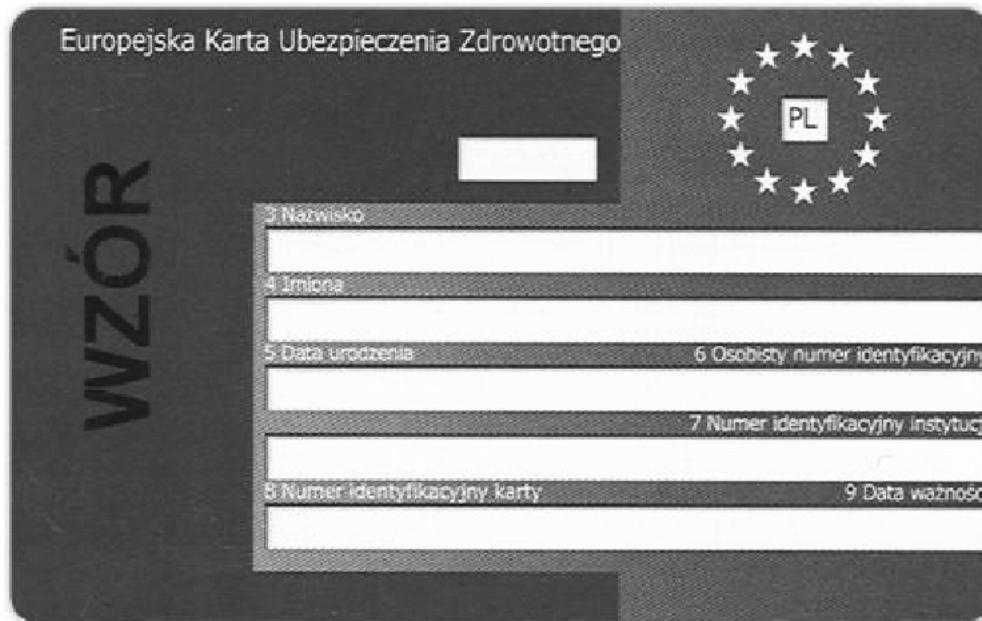 Europejska Karta Ubezpieczenia Zdrowotnego
PL
WZÓR
3 Nazwisko
4 Imiona
5 Data urodzenia 6 Osobisty numer identyfikacyjny
7 Numer identyfikacyjny instytucj
8 Numer identyfikacyjny karty 9 Data ważnośc